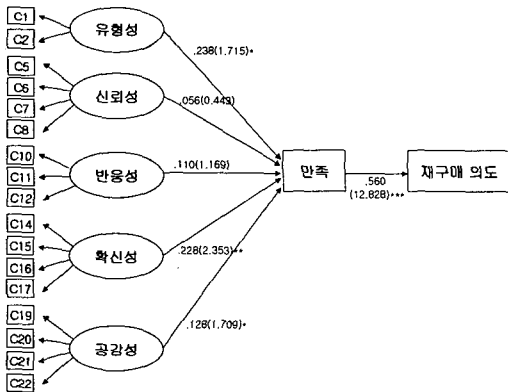 C1
C2
유형성
.238(1.715)*
C5
C6
C7
C8
신뢰성
.056(0.443)
C10
C11
C12
반응성
.110(1.169)
만족
.560
(12.828)***
재구매 의도
C14
C15
C16
C17
확신성
.228(2.353)**
C19
C20
C21
C22
공감성
.128(1.709)*